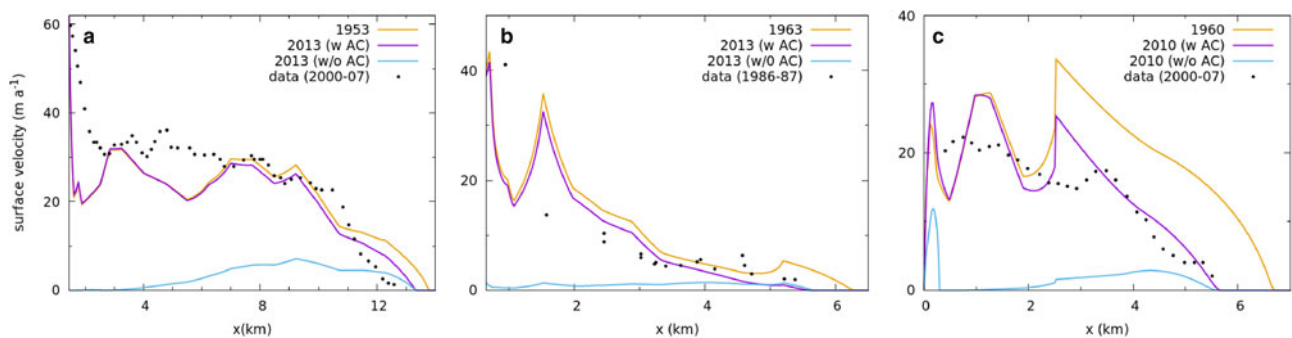 60
40
20
0
surface velocity (m a⁻¹)
a
1953
2013 (w AC)
2013 (w/o AC)
data (2000-07)
4
8
12
x(km)
40
20
0
b
1963
2013 (w AC)
2013 (w/0 AC)
data (1986-87)
2
4
6
x (km)
40
20
0
c
1960
2010 (w AC)
2010 (w/o AC)
data (2000-07)
0
2
4
6
x (km)